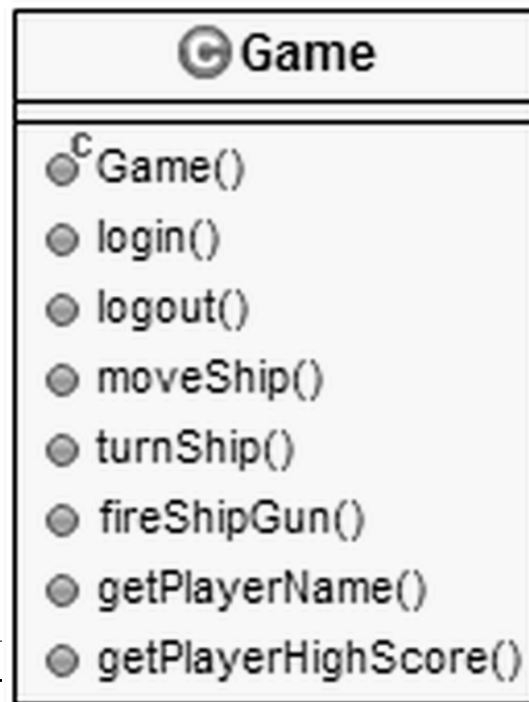 C Game
C Game()
login()
logout()
moveShip()
turnShip()
fireShipGun()
getPlayerName()
getPlayerHighScore()